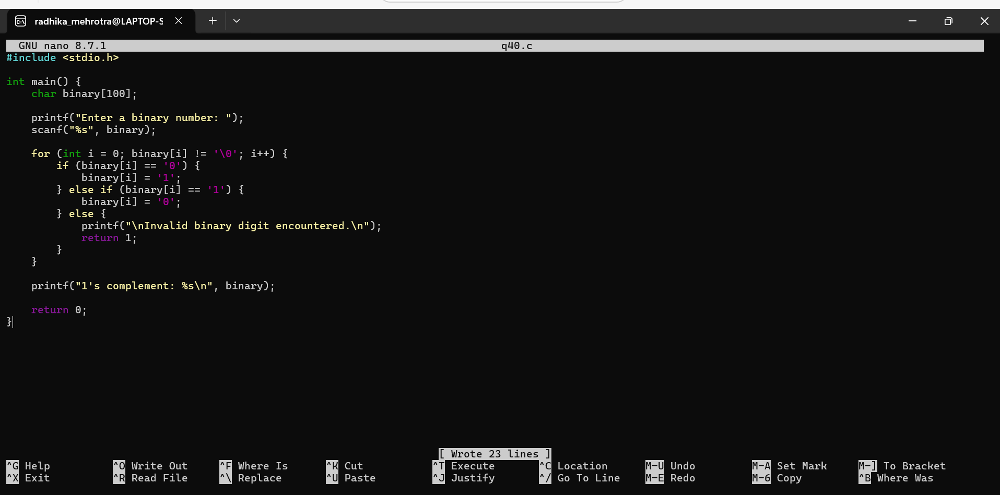 radhika_mehrotra@LAPTOP-S
GNU nano 8.7.1 q40.c
#include <stdio.h>
int main() {
    char binary[100];
    printf("Enter a binary number: ");
    scanf("%s", binary);
    for (int i = 0; binary[i] != '\0'; i++) {
        if (binary[i] == '0') {
            binary[i] = '1';
        } else if (binary[i] == '1') {
            binary[i] = '0';
        } else {
            printf("\nInvalid binary digit encountered.\n");
            return 1;
        }
    }
    printf("1's complement: %s\n", binary);
    return 0;
}
[ Wrote 23 lines ]
^G Help ^O Write Out ^F Where Is ^K Cut ^T Execute ^C Location M-U Undo M-A Set Mark M-] To Bracket
^X Exit ^R Read File ^\ Replace ^U Paste ^J Justify ^/ Go To Line M-E Redo M-6 Copy ^B Where Was